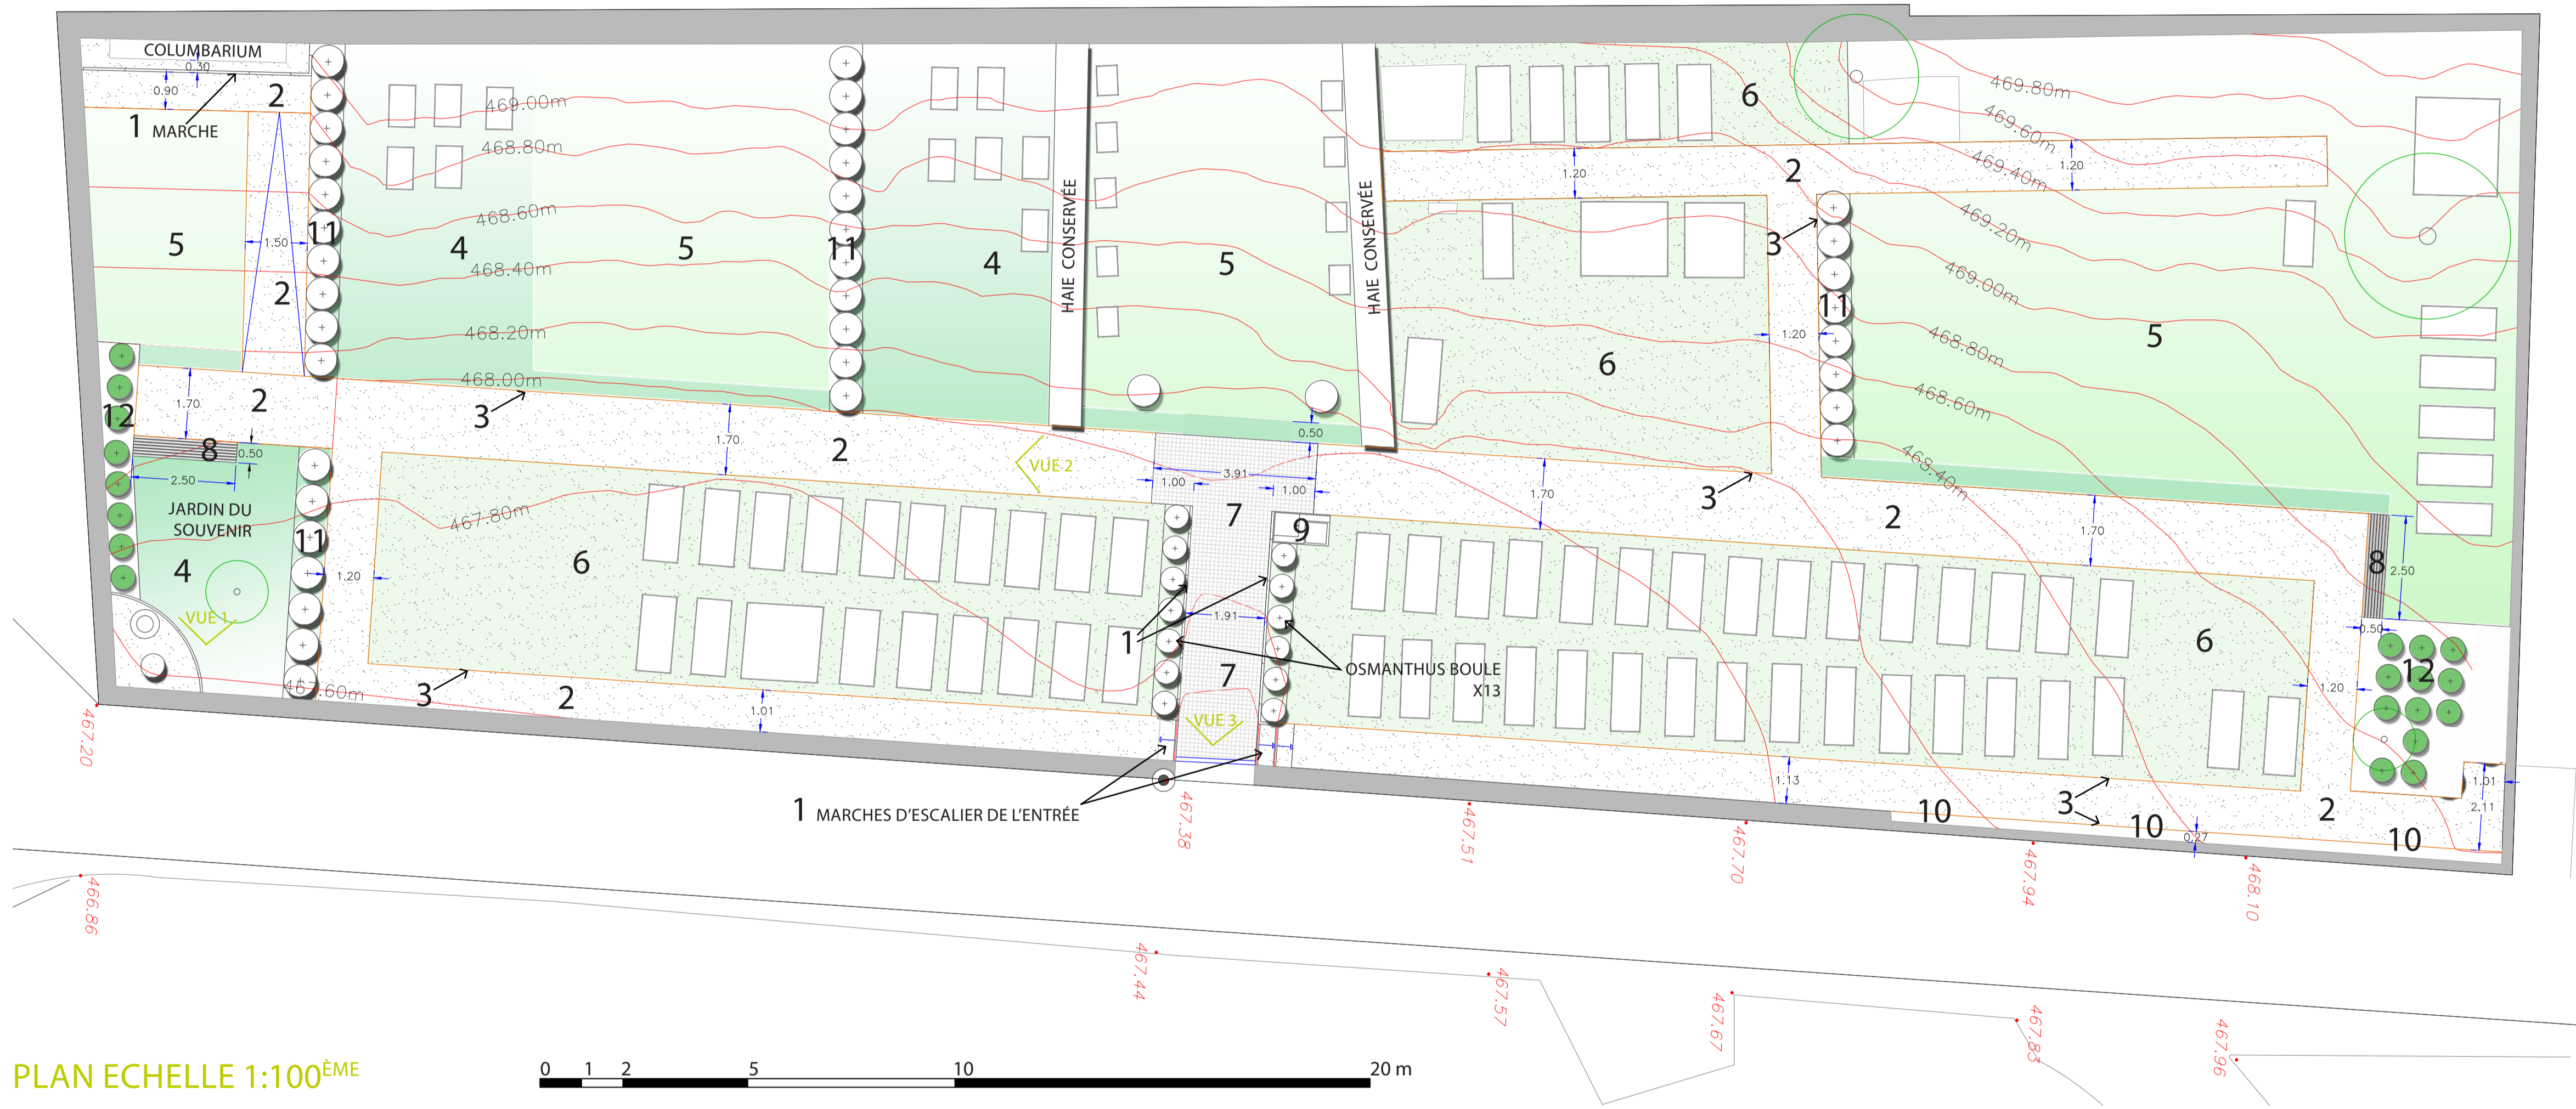 COLUMBARIUM
0.30
0.90
2
1 MARCHE
469.00m
468.80m
468.60m
468.40m
468.20m
468.00m
5
1.50
11
4
5
11
4
HAIE CONSERVÉE
5
HAIE CONSERVÉE
6
2
1.20
1.20
3
469.80m
469.60m
469.40m
469.20m
469.00m
468.80m
468.60m
468.40m
2
11
1.20
6
5
12
1.70
2
3
1.70
2
VUE 2
0.50
3.91
1.00
1.00
7
9
1.70
3
2
1.70
8
0.50
2.50
JARDIN DU
SOUVENIR
4
VUE 1
11
1.20
467.80m
6
1
1.91
7
OSMANTHUS BOULE
X13
6
8
2.50
0.50
12
1.20
467.60m
3
2
1.01
VUE 3
1 MARCHES D'ESCALIER DE L'ENTRÉE
1.13
10
3
10
0.27
2
10
1.01
2.11
467.20
467.38
467.51
467.70
467.94
468.10
466.86
467.44
467.57
467.67
467.83
467.96
PLAN ECHELLE 1:100ÈME
0 1 2 5 10 20 m